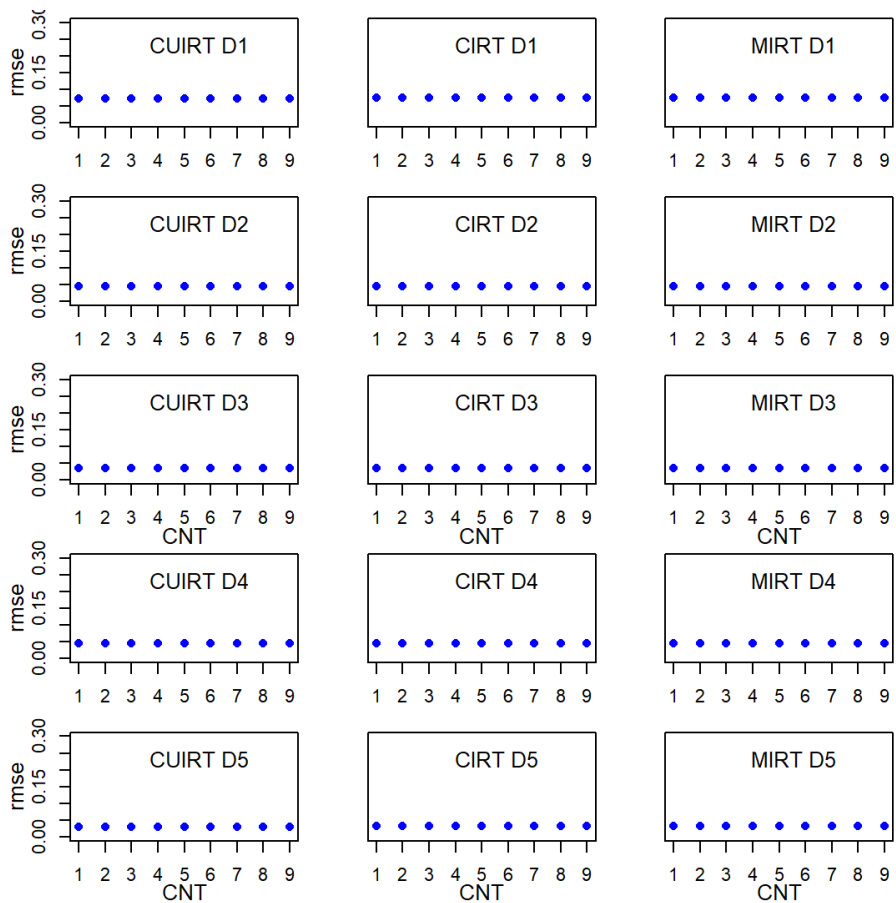 rmse 0.00 0.15 0.30 CUIRT D1 CIRT D1 MIRT D1
1 2 3 4 5 6 7 8 9 1 2 3 4 5 6 7 8 9 1 2 3 4 5 6 7 8 9
rmse 0.00 0.15 0.30 CUIRT D2 CIRT D2 MIRT D2
1 2 3 4 5 6 7 8 9 1 2 3 4 5 6 7 8 9 1 2 3 4 5 6 7 8 9
rmse 0.00 0.15 0.30 CUIRT D3 CIRT D3 MIRT D3
1 2 3 4 5 6 7 8 9 1 2 3 4 5 6 7 8 9 1 2 3 4 5 6 7 8 9
CNT CNT CNT
rmse 0.00 0.15 0.30 CUIRT D4 CIRT D4 MIRT D4
1 2 3 4 5 6 7 8 9 1 2 3 4 5 6 7 8 9 1 2 3 4 5 6 7 8 9
rmse 0.00 0.15 0.30 CUIRT D5 CIRT D5 MIRT D5
1 2 3 4 5 6 7 8 9 1 2 3 4 5 6 7 8 9 1 2 3 4 5 6 7 8 9
CNT CNT CNT